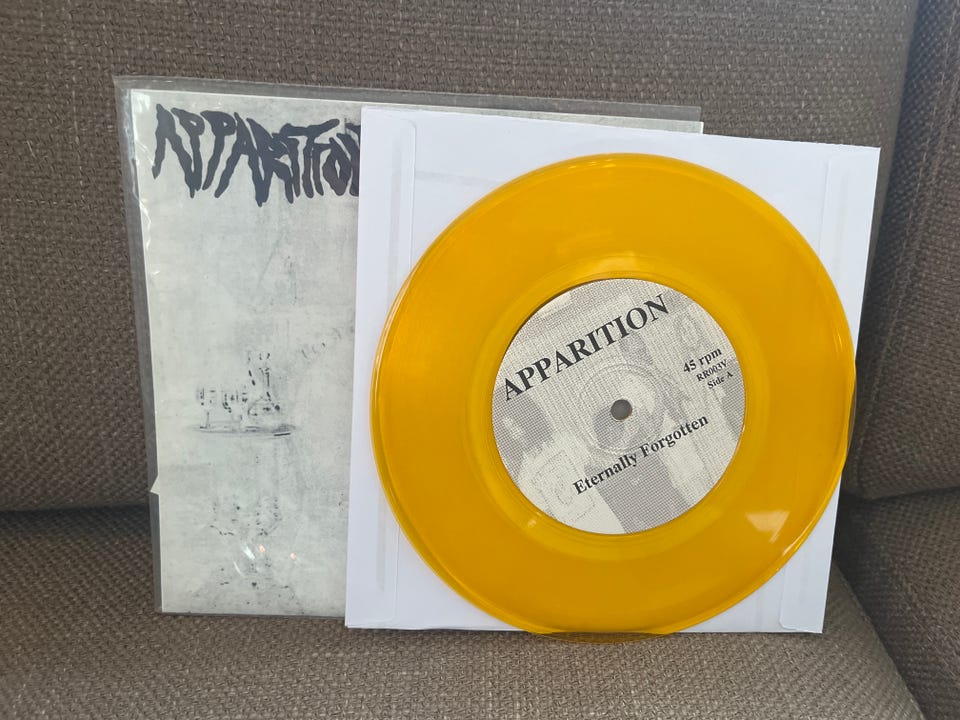 APPARITION
APPARITION
45 rpm
RR003V
Side A
Eternally Forgotten